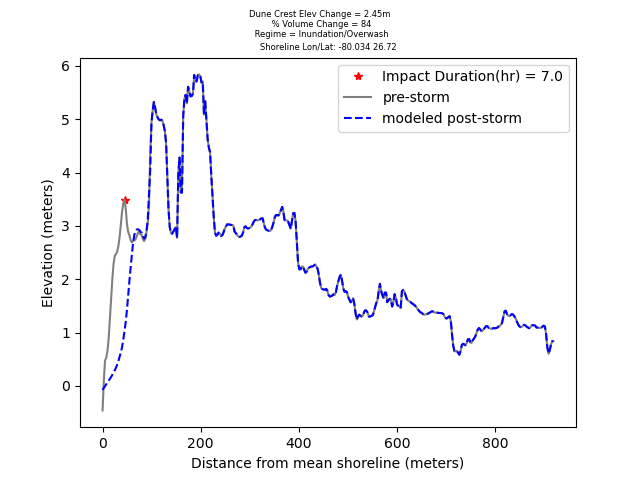 Dune Crest Elev Change = 2.45m
% Volume Change = 84
Regime = Inundation/Overwash
Shoreline Lon/Lat: -80.034 26.72
Impact Duration(hr) = 7.0
pre-storm
modeled post-storm
Elevation (meters)
6
5
4
3
2
1
0
0 200 400 600 800
Distance from mean shoreline (meters)